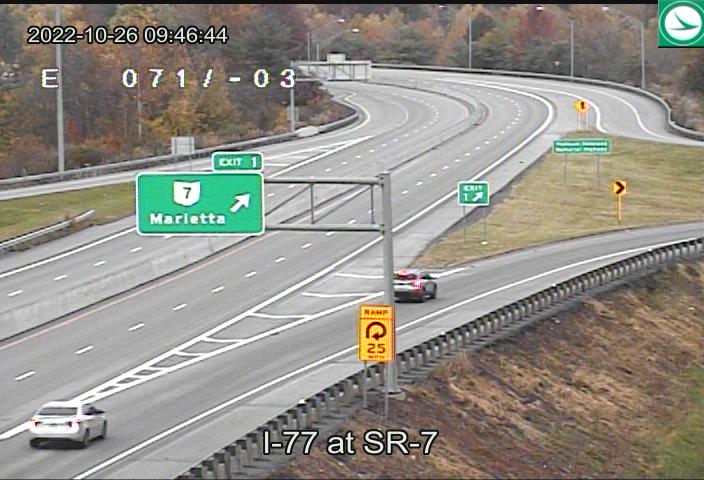 2022-10-26 09:46:44
E 071/-03
EXIT 1
7
Marietta
EXIT
1
RAMP
25
I-77 at SR-7